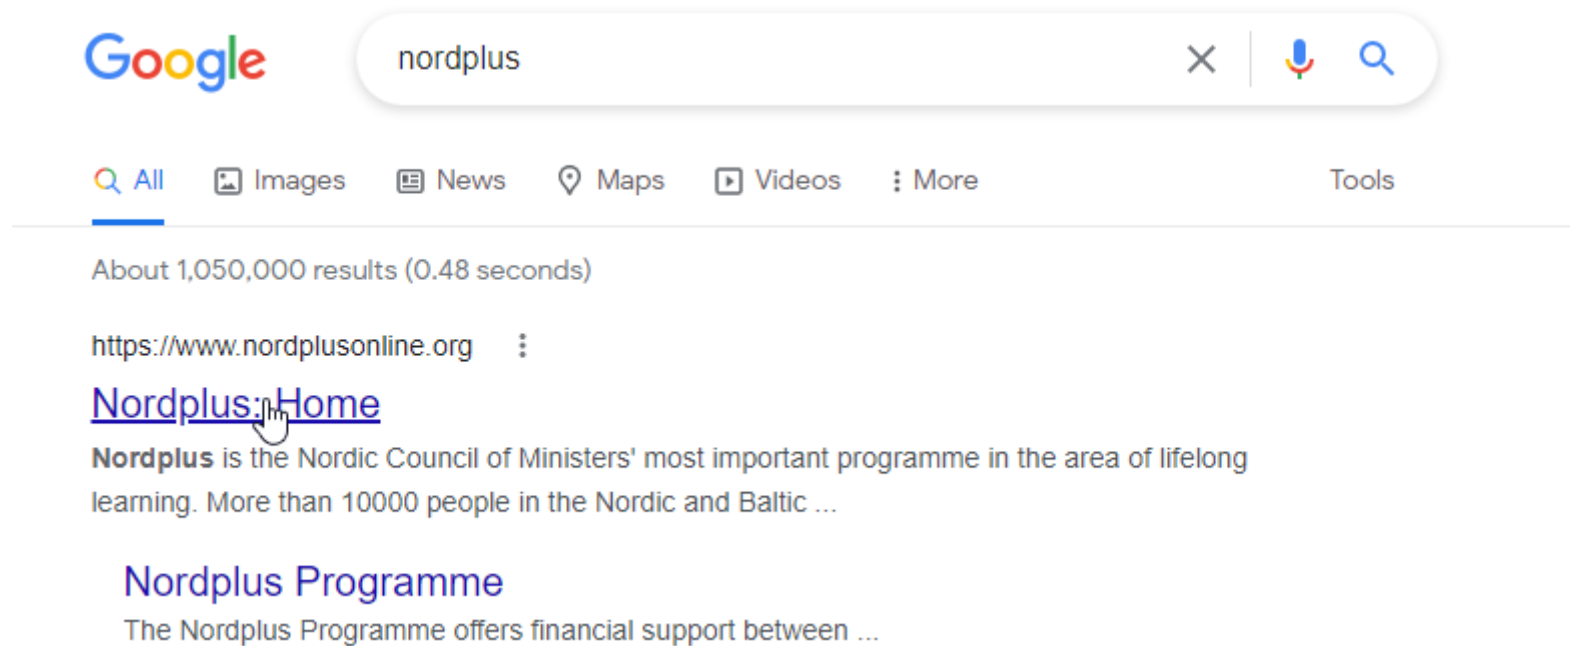 Google
nordplus
All Images News Maps Videos More Tools
About 1,050,000 results (0.48 seconds)
https://www.nordplusonline.org
Nordplus: Home
Nordplus is the Nordic Council of Ministers' most important programme in the area of lifelong
learning. More than 10000 people in the Nordic and Baltic ...
Nordplus Programme
The Nordplus Programme offers financial support between ...